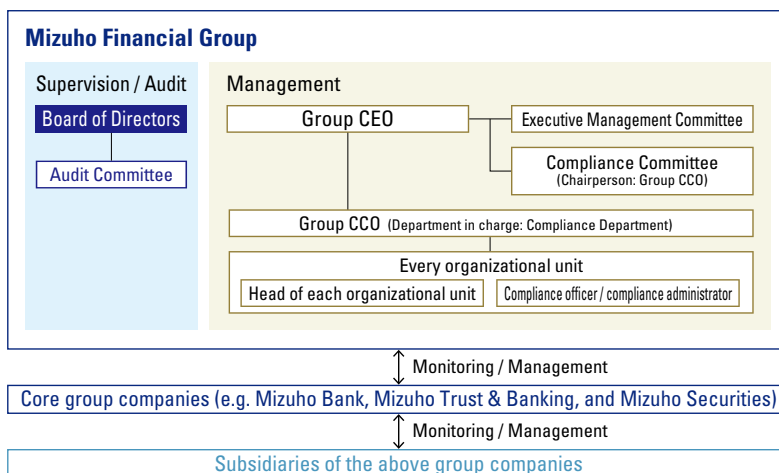 Mizuho Financial Group
Supervision / Audit
Board of Directors
Audit Committee
Management
Group CEO
Executive Management Committee
Compliance Committee
(Chairperson: Group CCO)
Group CCO (Department in charge: Compliance Department)
Every organizational unit
Head of each organizational unit
Compliance officer / compliance administrator
Monitoring / Management
Core group companies (e.g. Mizuho Bank, Mizuho Trust & Banking, and Mizuho Securities)
Monitoring / Management
Subsidiaries of the above group companies